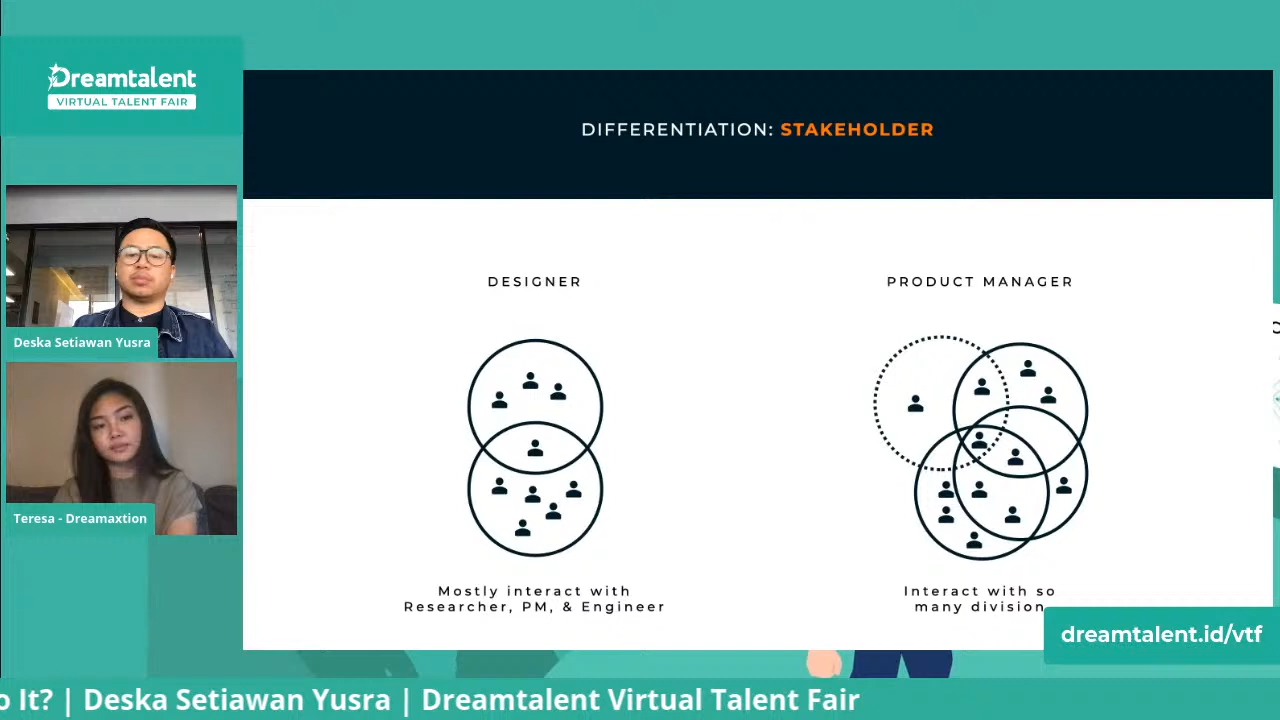 Dreamtalent
VIRTUAL TALENT FAIR
DIFFERENTIATION: STAKEHOLDER
DESIGNER
PRODUCT MANAGER
Deska Setiawan Yusra
Teresa - Dreamaxtion
Mostly interact with
Researcher, PM, & Engineer
Interact with so
many division
dreamtalent.id/vtf
o It? | Deska Setiawan Yusra | Dreamtalent Virtual Talent Fair